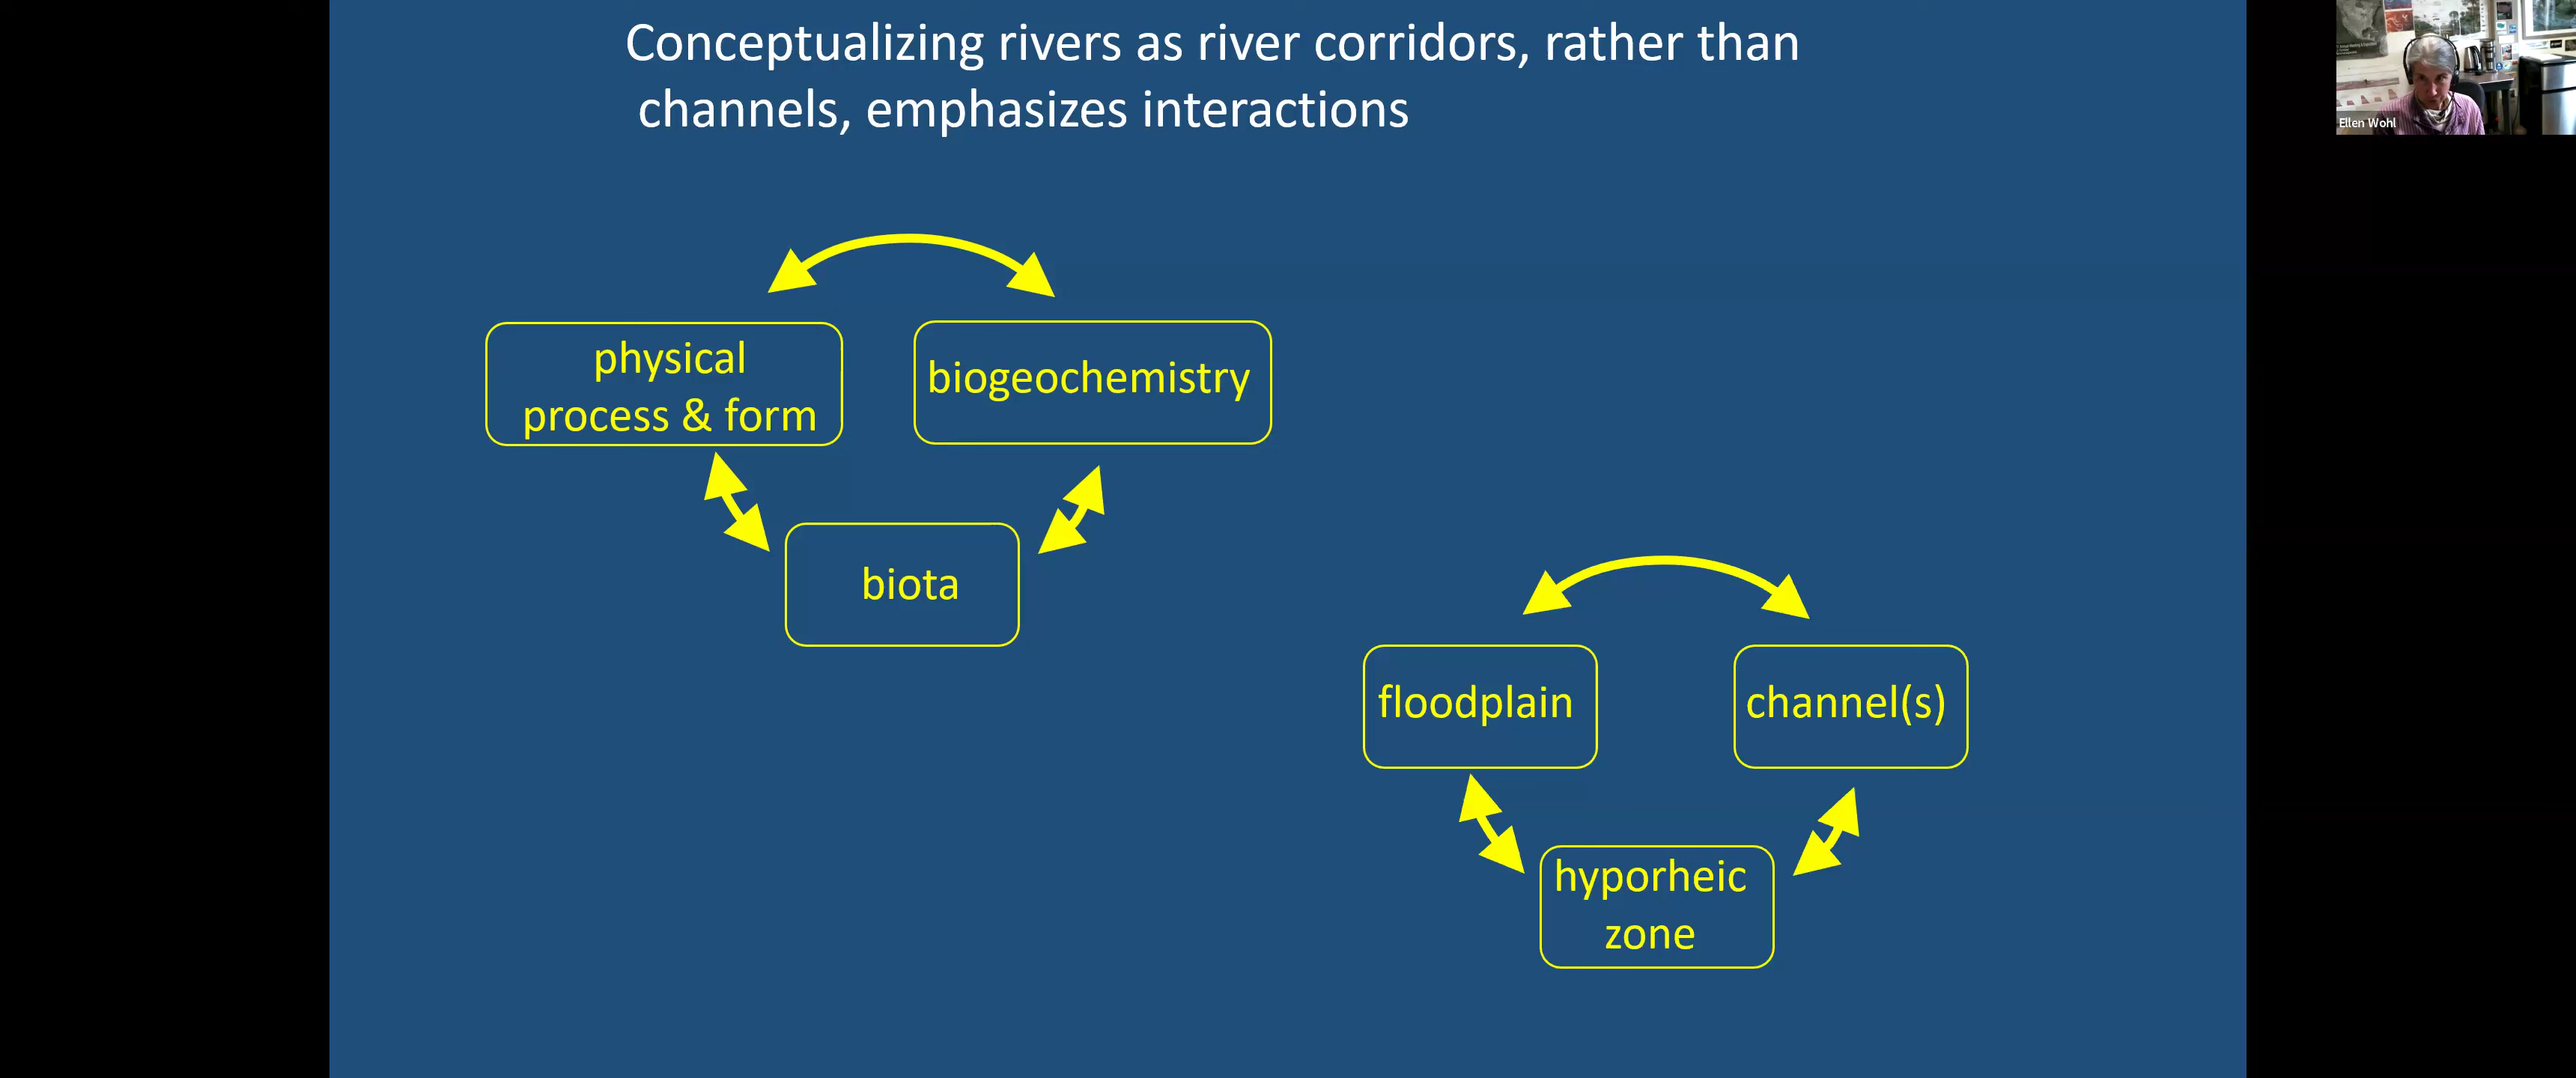 Conceptualizing rivers as river corridors, rather than
channels, emphasizes interactions
physical
process & form
biogeochemistry
biota
floodplain
channel(s)
hyporheic
zone
Ellen Wohl